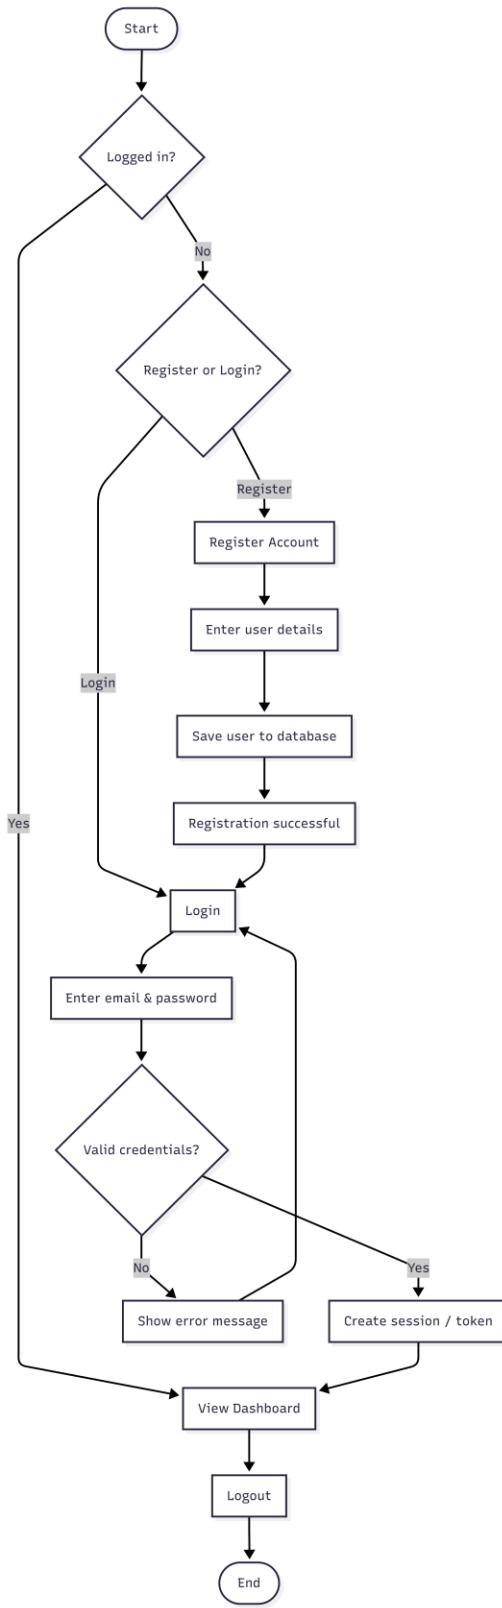 Start
Logged in?
No
Register or Login?
Register
Register Account
Enter user details
Login
Save user to database
Yes
Registration successful
Login
Enter email & password
Valid credentials?
No
Yes
Show error message
Create session / token
View Dashboard
Logout
End